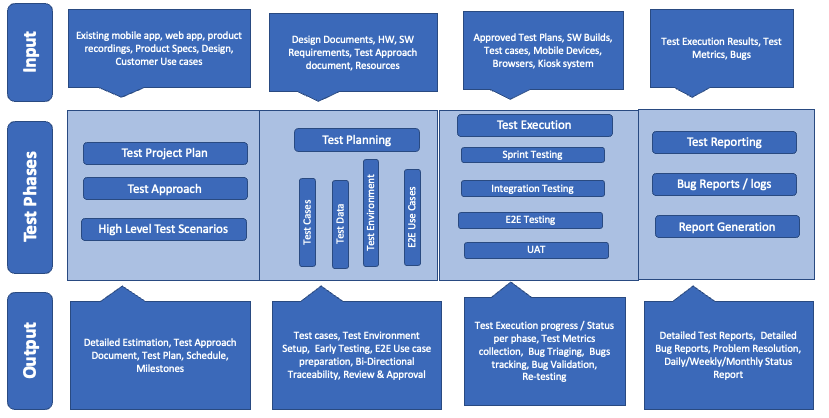 Input
Existing mobile app, web app, product
recordings, Product Specs, Design,
Customer Use cases
Design Documents, HW, SW
Requirements, Test Approach
document, Resources
Approved Test Plans, SW Builds,
Test cases, Mobile Devices,
Browsers, Kiosk system
Test Execution Results, Test
Metrics, Bugs
Test Phases
Test Project Plan
Test Approach
High Level Test Scenarios
Test Planning
Test Cases
Test Data
Test Environment
E2E Use Cases
Test Execution
Sprint Testing
Integration Testing
E2E Testing
UAT
Test Reporting
Bug Reports / logs
Report Generation
Output
Detailed Estimation, Test Approach
Document, Test Plan, Schedule,
Milestones
Test cases, Test Environment
Setup, Early Testing, E2E Use case
preparation, Bi-Directional
Traceability, Review & Approval
Test Execution progress / Status
per phase, Test Metrics
collection, Bug Triaging, Bugs
tracking, Bug Validation,
Re-testing
Detailed Test Reports, Detailed
Bug Reports, Problem Resolution,
Daily/Weekly/Monthly Status
Report